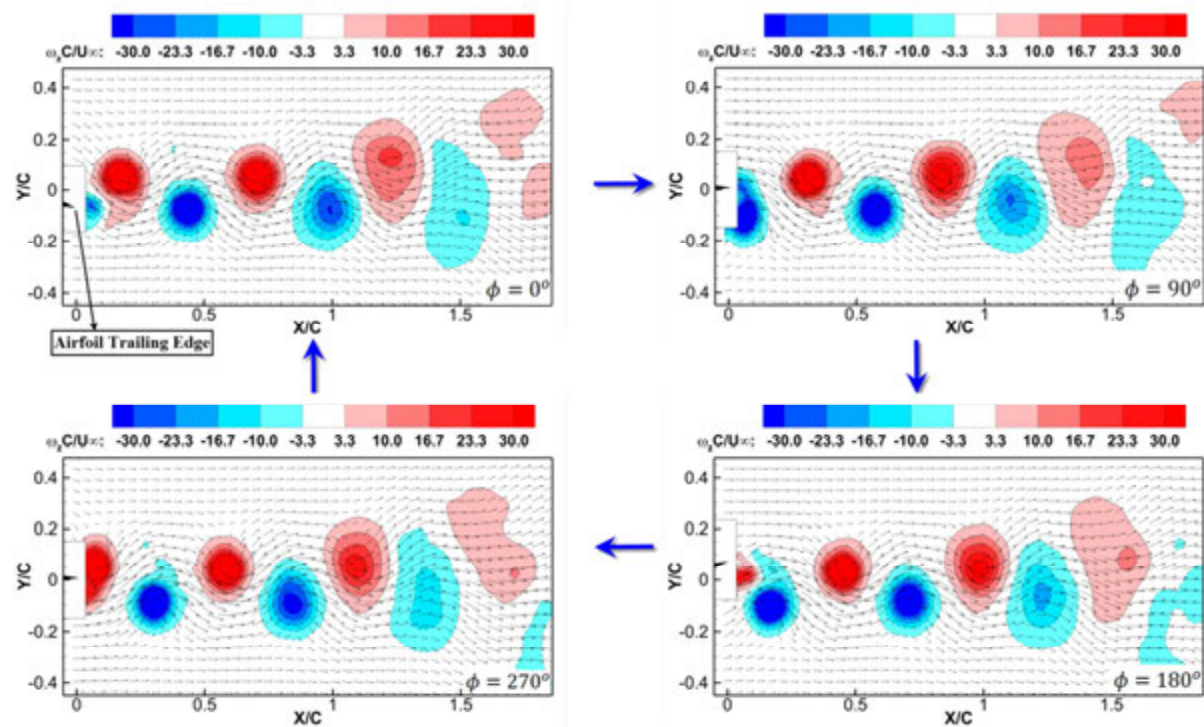 ω_zC/U∞: -30.0 -23.3 -16.7 -10.0 -3.3 3.3 10.0 16.7 23.3 30.0
Y/C
0.4
0.2
0
-0.2
-0.4
ϕ = 0°
0 0.5 1 1.5
X/C
Airfoil Trailing Edge
ω_zC/U∞: -30.0 -23.3 -16.7 -10.0 -3.3 3.3 10.0 16.7 23.3 30.0
Y/C
0.4
0.2
0
-0.2
-0.4
ϕ = 90°
0 0.5 1 1.5
X/C
ω_zC/U∞: -30.0 -23.3 -16.7 -10.0 -3.3 3.3 10.0 16.7 23.3 30.0
Y/C
0.4
0.2
0
-0.2
-0.4
ϕ = 270°
0 0.5 1 1.5
X/C
ω_zC/U∞: -30.0 -23.3 -16.7 -10.0 -3.3 3.3 10.0 16.7 23.3 30.0
Y/C
0.4
0.2
0
-0.2
-0.4
ϕ = 180°
0 0.5 1 1.5
X/C